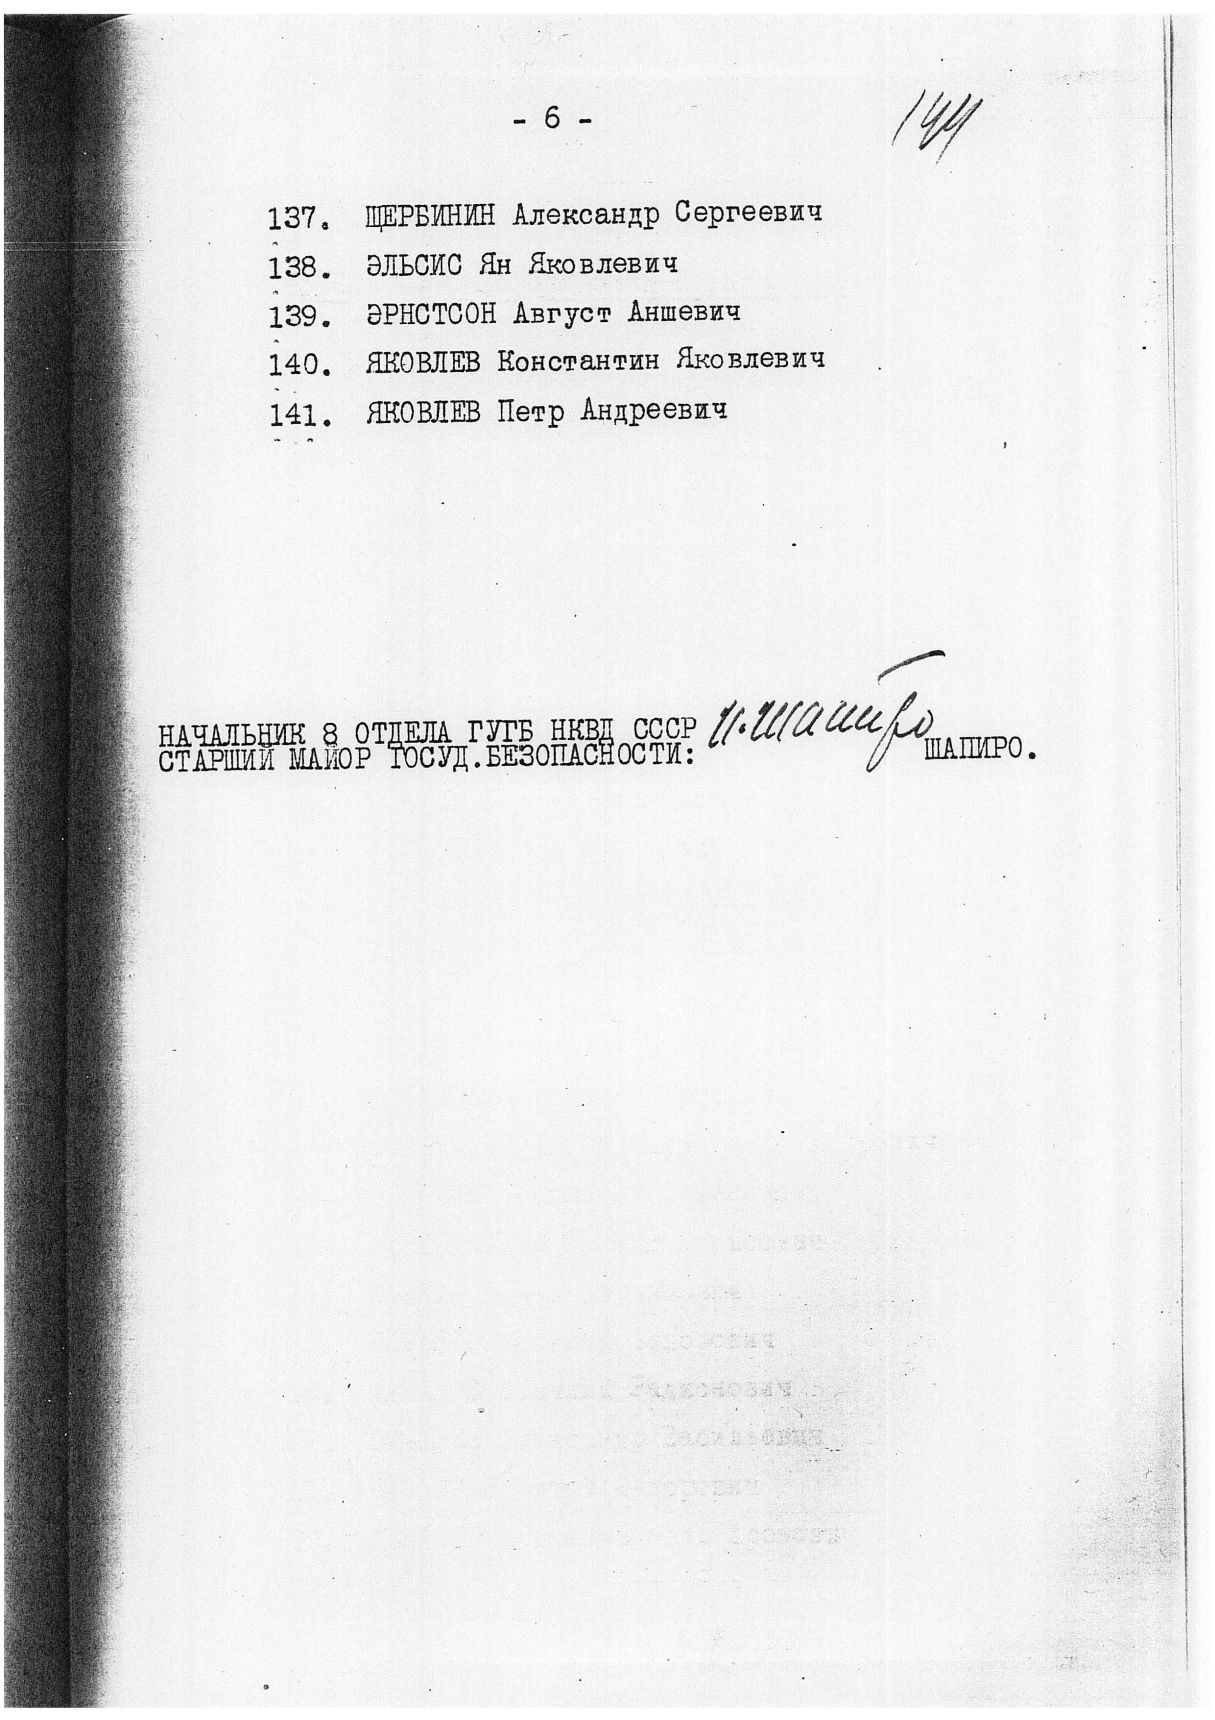 - 6 -
144
137. ЩЕРБИНИН Александр Сергеевич
138. ЭЛЬСИС Ян Яковлевич
139. ЭРНСТСОН Август Аншевич
140. ЯКОВЛЕВ Константин Яковлевич
141. ЯКОВЛЕВ Петр Андреевич
НАЧАЛЬНИК 8 ОТДЕЛА ГУГБ НКВД СССР И. Шапиро
СТАРШИЙ МАЙОР ГОСУД.БЕЗОПАСНОСТИ: ШАПИРО.